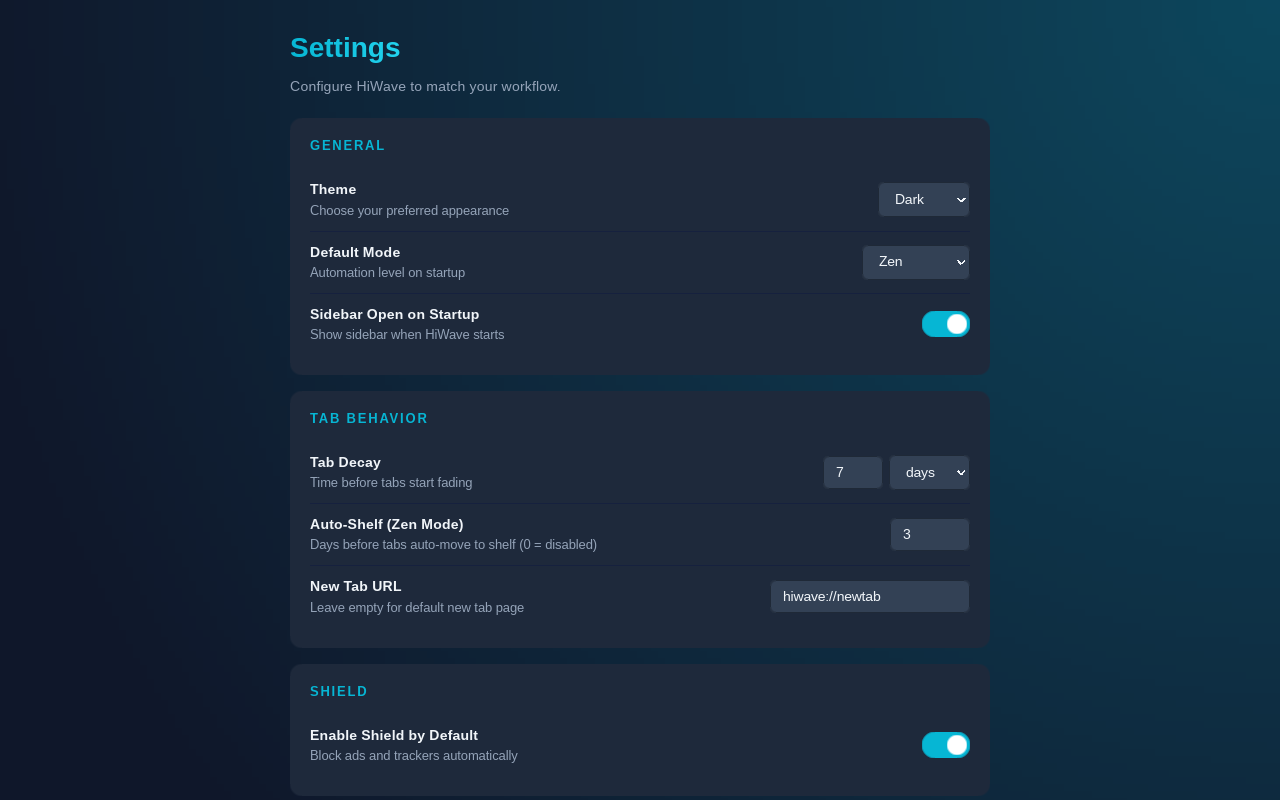 Settings
Configure HiWave to match your workflow.
GENERAL
Theme
Choose your preferred appearance
Dark
Default Mode
Automation level on startup
Zen
Sidebar Open on Startup
Show sidebar when HiWave starts
TAB BEHAVIOR
Tab Decay
Time before tabs start fading
7
days
Auto-Shelf (Zen Mode)
Days before tabs auto-move to shelf (0 = disabled)
3
New Tab URL
Leave empty for default new tab page
hiwave://newtab
SHIELD
Enable Shield by Default
Block ads and trackers automatically